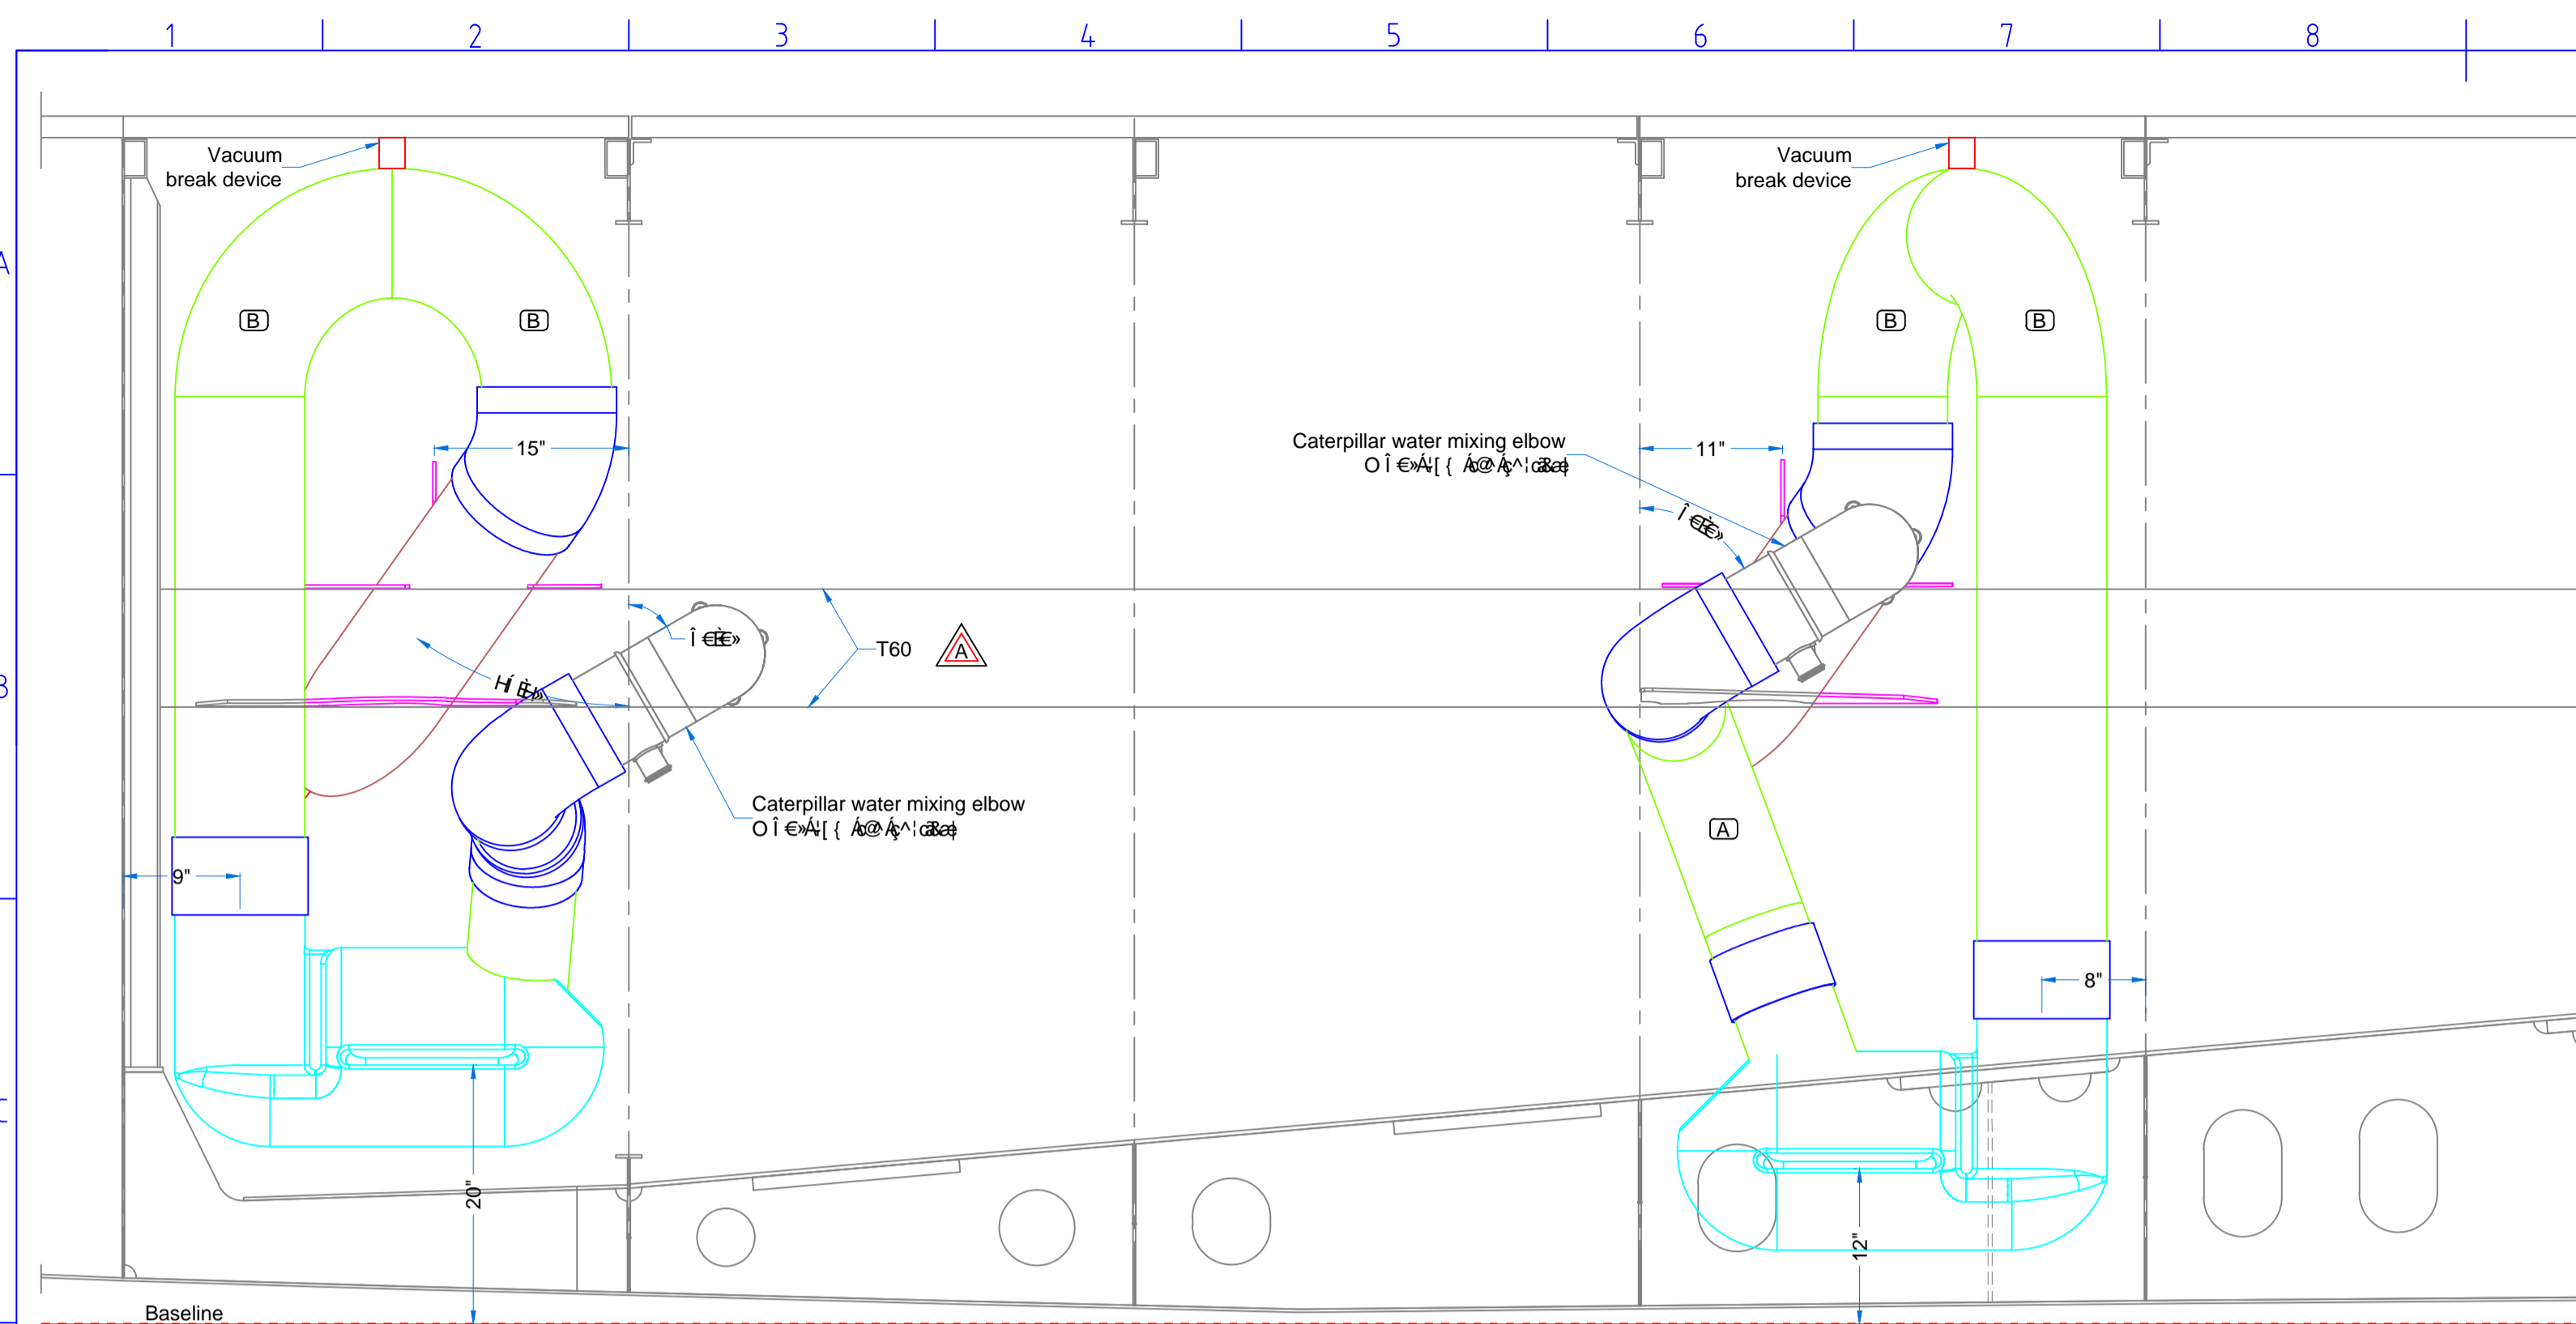 1 2 3 4 5 6 7 8
A
B
C
Vacuum
break device
Vacuum
break device
B
B
B
B
15"
Caterpillar water mixing elbow
11"
T60
A
Caterpillar water mixing elbow
A
9"
8"
20"
12"
Baseline